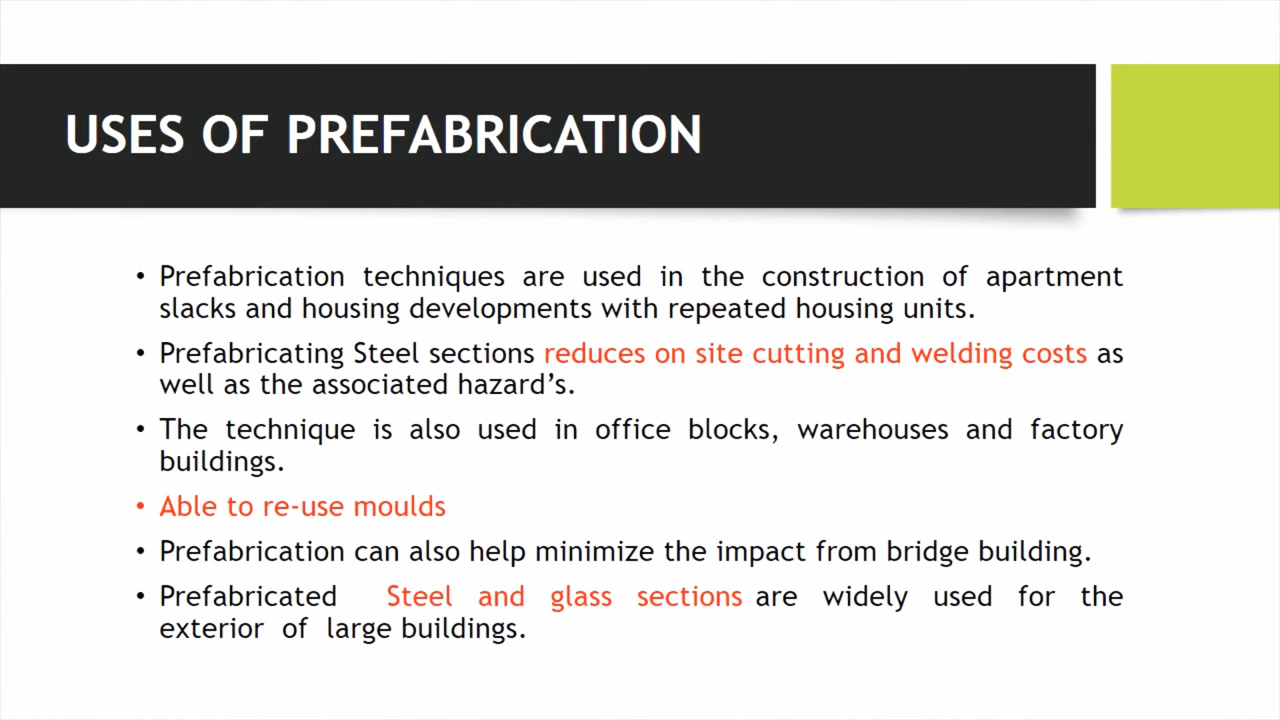 USES OF PREFABRICATION
• Prefabrication techniques are used in the construction of apartment
slacks and housing developments with repeated housing units.
• Prefabricating Steel sections reduces on site cutting and welding costs as
well as the associated hazard’s.
• The technique is also used in office blocks, warehouses and factory
buildings.
• Able to re-use moulds
• Prefabrication can also help minimize the impact from bridge building.
• Prefabricated Steel and glass sections are widely used for the
exterior of large buildings.